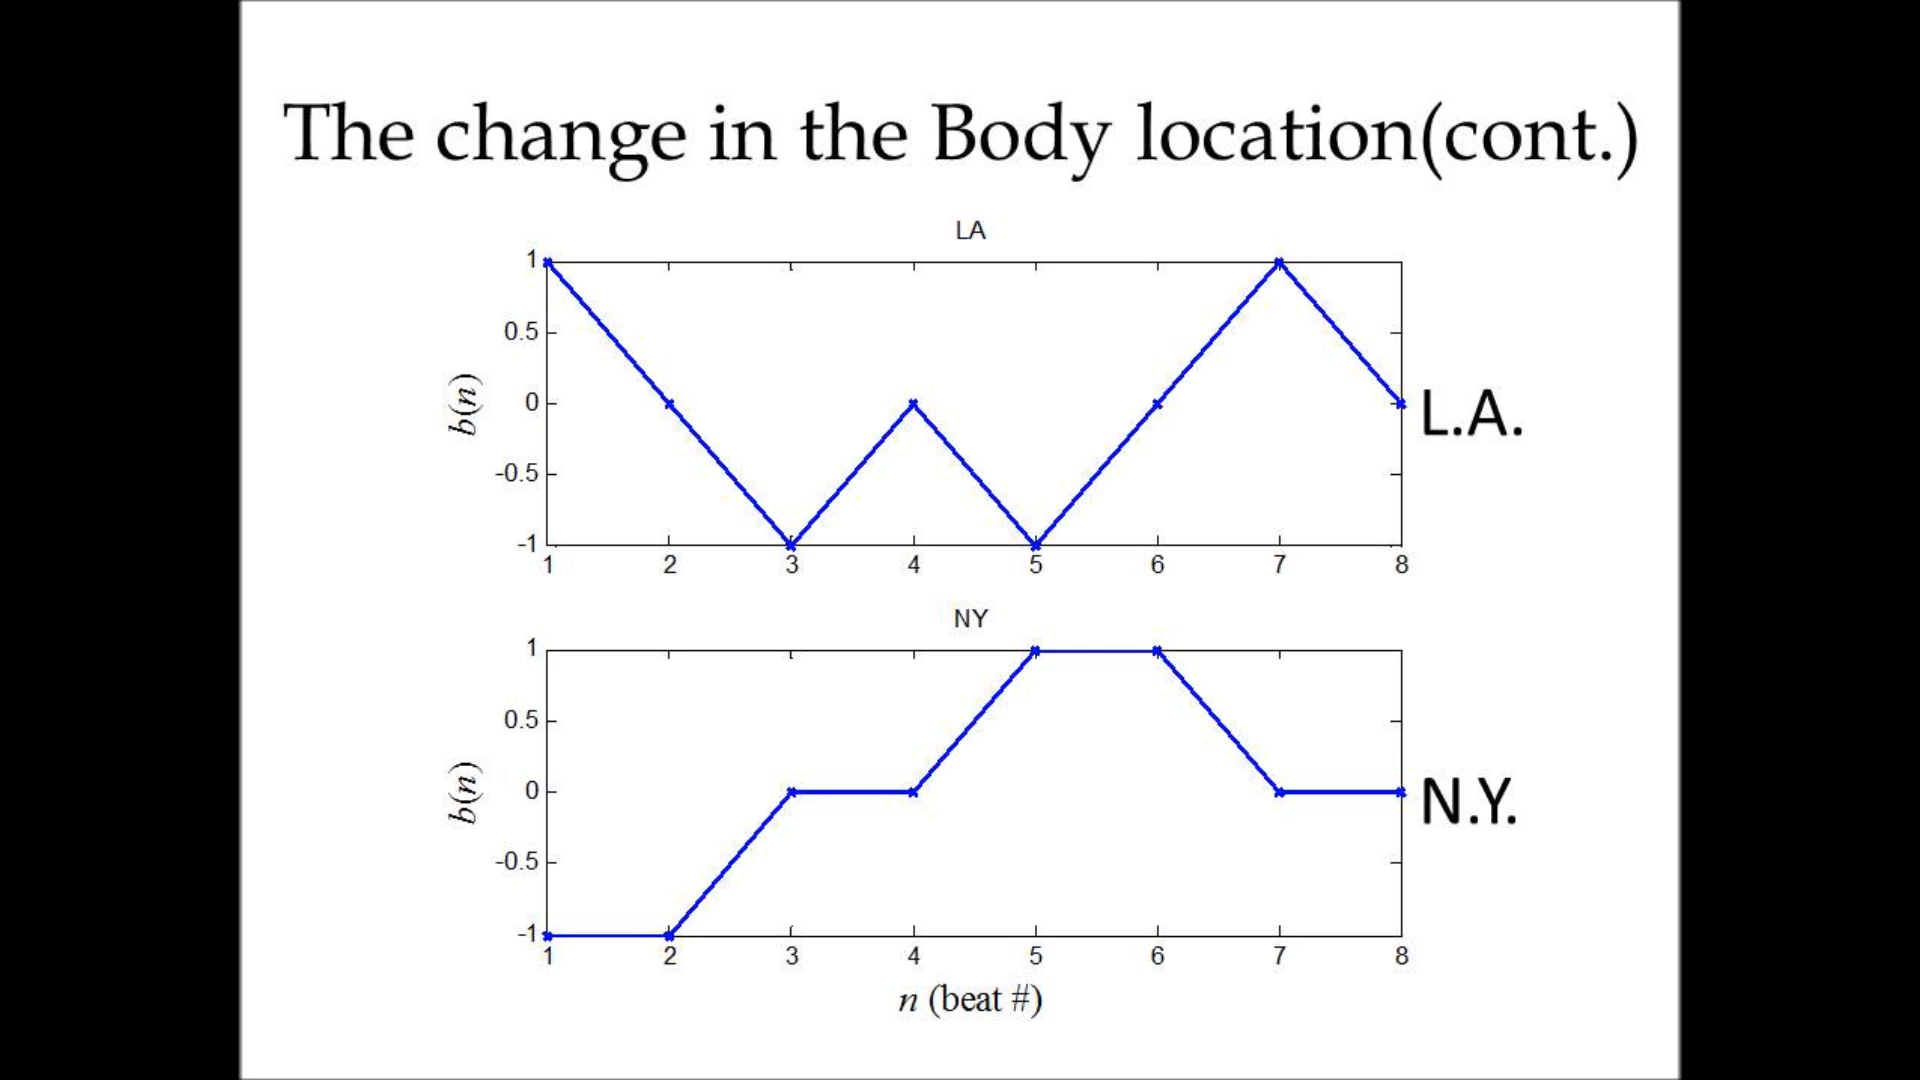 The change in the Body location(cont.)
LA
1
0.5
0
-0.5
-1
b(n)
1 2 3 4 5 6 7 8
L.A.
NY
1
0.5
0
-0.5
-1
b(n)
1 2 3 4 5 6 7 8
N.Y.
n (beat #)